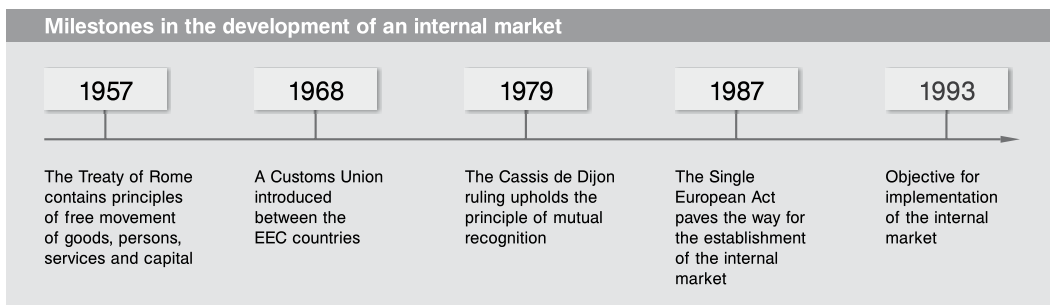 Milestones in the development of an internal market
1957
1968
1979
1987
1993
The Treaty of Rome
contains principles
of free movement
of goods, persons,
services and capital
A Customs Union
introduced
between the
EEC countries
The Cassis de Dijon
ruling upholds the
principle of mutual
recognition
The Single
European Act
paves the way for
the establishment
of the internal
market
Objective for
implementation
of the internal
market